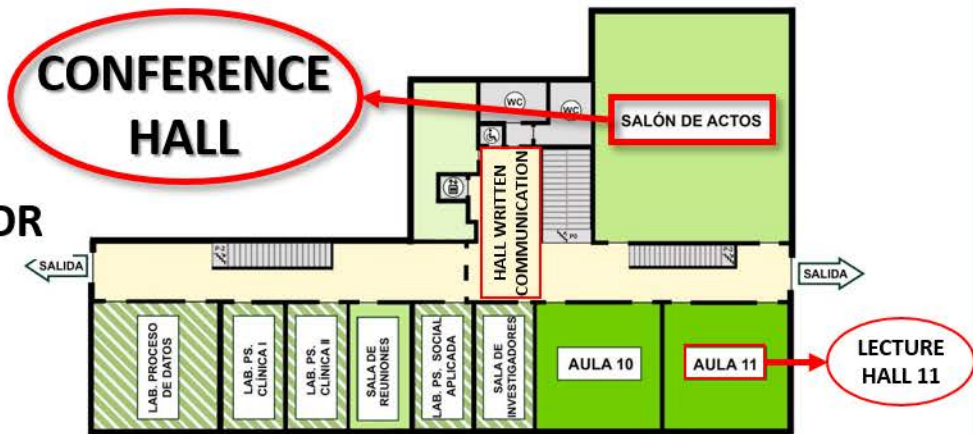 CONFERENCE
HALL
WC
WC
SALÓN DE ACTOS
HALL WRITTEN
COMMUNICATION
SALIDA
SALIDA
LAB. PROCESO
DE DATOS
LAB. PS.
CLÍNICA I
LAB. PS.
CLÍNICA II
SALA DE
REUNIONES
LAB. PS. SOCIAL
APLICADA
SALA DE
INVESTIGADORES
AULA 10
AULA 11
LECTURE
HALL 11